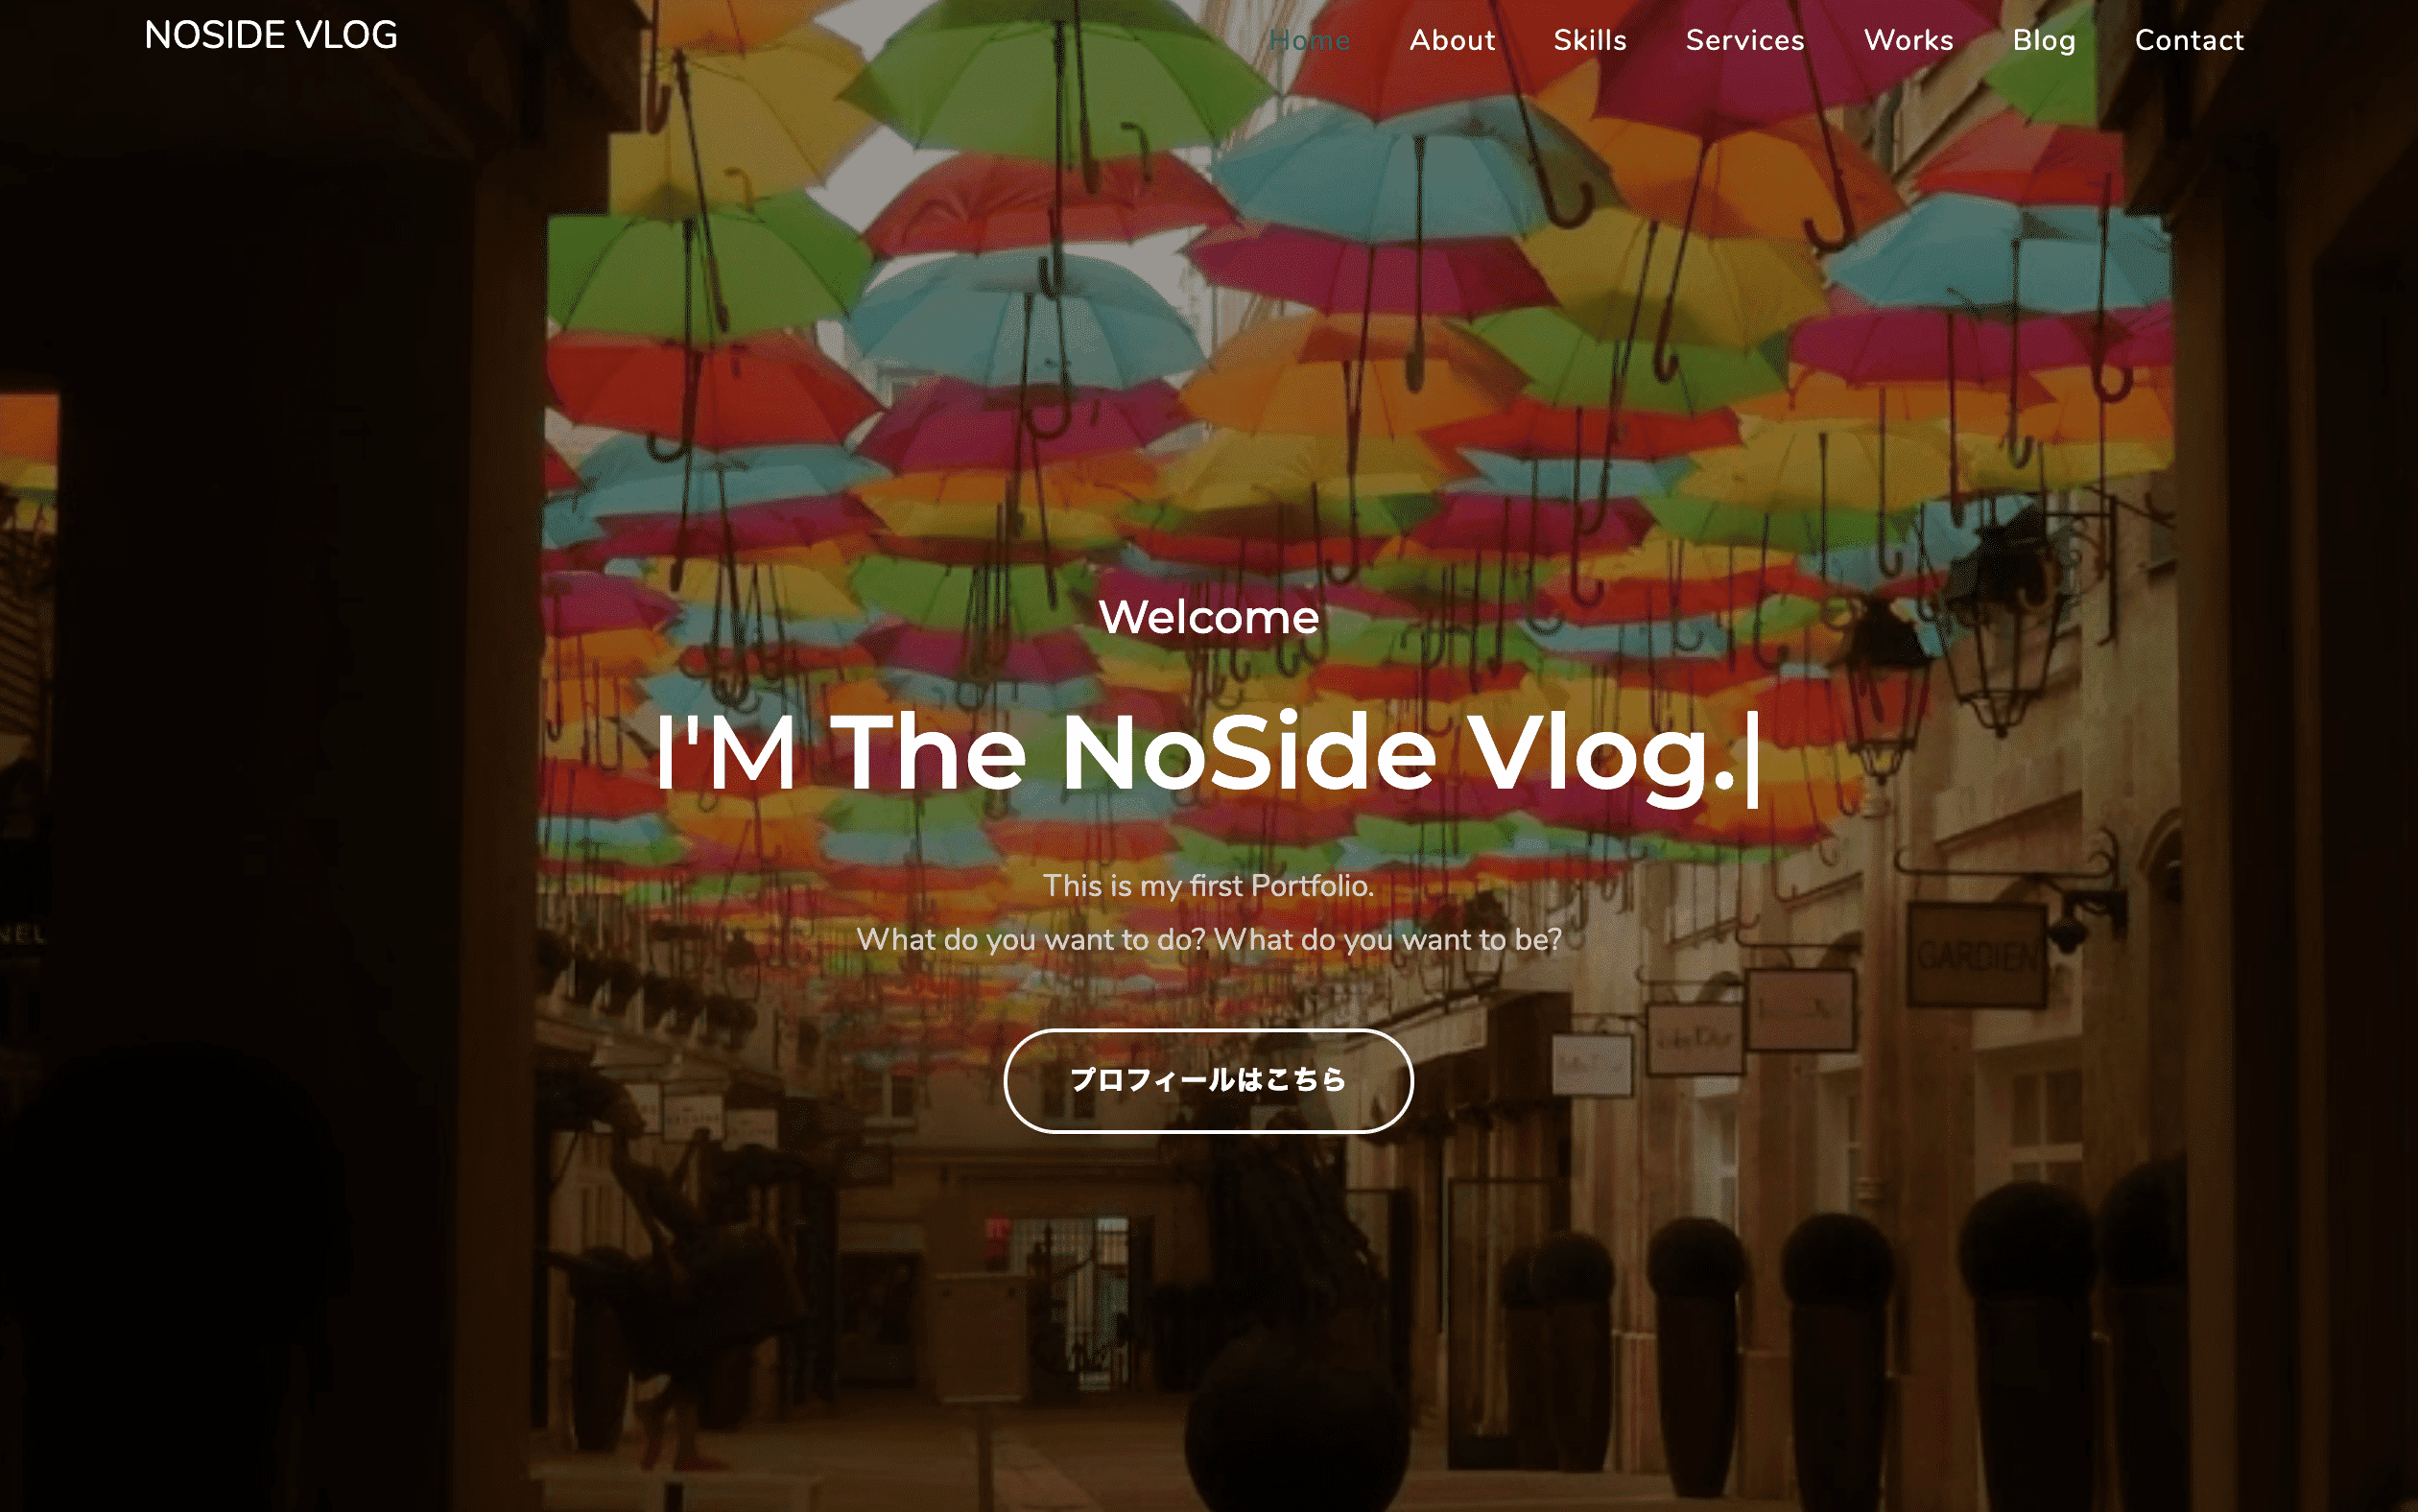 NOSIDE VLOG
Home About Skills Services Works Blog Contact
Welcome
I'M The NoSide Vlog.
This is my first Portfolio.
What do you want to do? What do you want to be?
プロフィールはこちら
GARDIEN
NEL